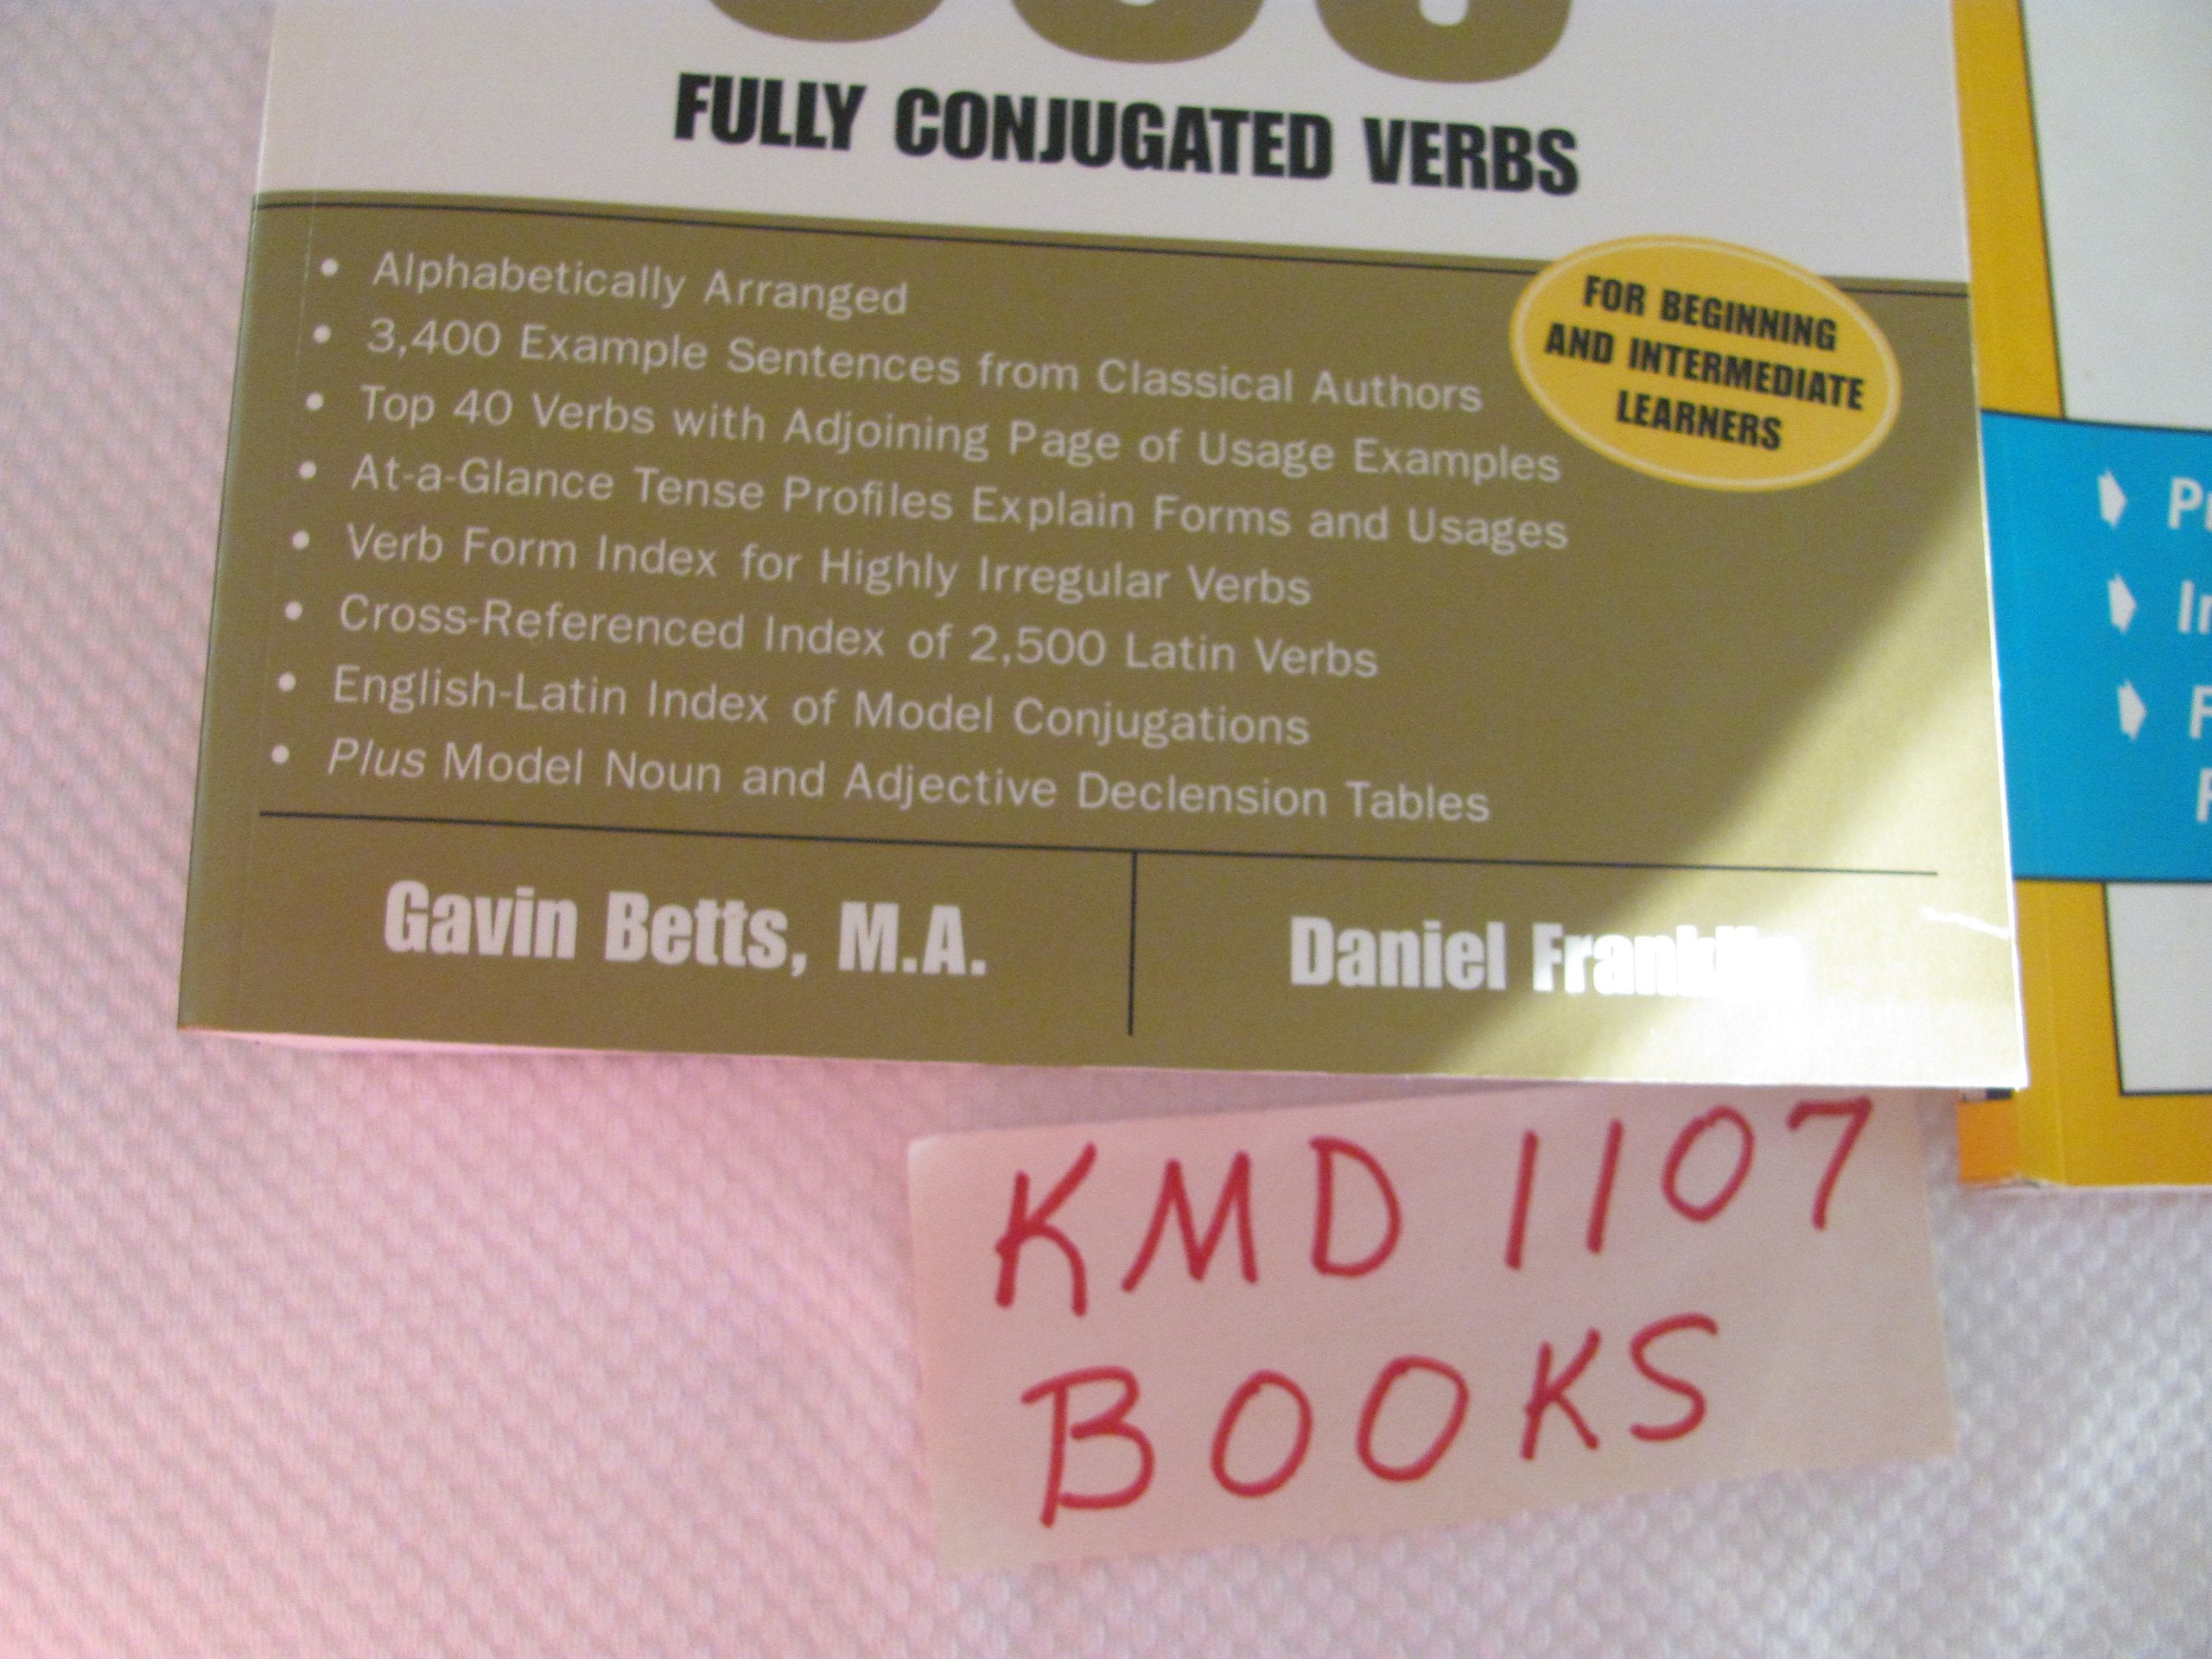 FULLY CONJUGATED VERBS
• Alphabetically Arranged
• 3,400 Example Sentences from Classical Authors
• Top 40 Verbs with Adjoining Page of Usage Examples
• At-a-Glance Tense Profiles Explain Forms and Usages
• Verb Form Index for Highly Irregular Verbs
• Cross-Referenced Index of 2,500 Latin Verbs
• English-Latin Index of Model Conjugations
• Plus Model Noun and Adjective Declension Tables
FOR BEGINNING
AND INTERMEDIATE
LEARNERS
Gavin Betts, M.A.
Daniel Franklin
KMD 1107
BOOKS